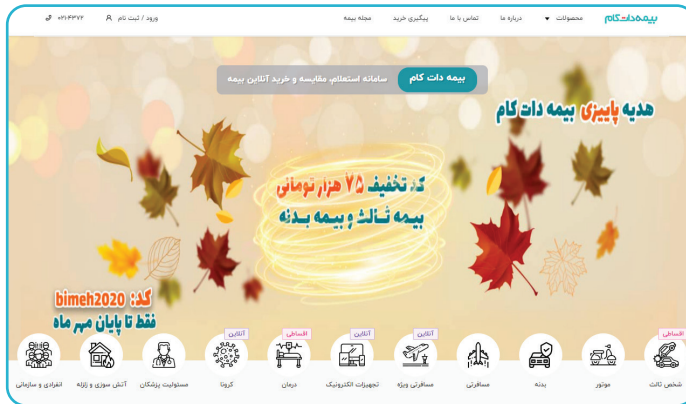 بیمه‌دات‌کام
محصولات
درباره ما
تماس با ما
پیگیری خرید
مجله بیمه
ورود / ثبت نام
۰۲۱-۴۳۷۲
بیمه دات کام سامانه استعلام، مقایسه و خرید آنلاین بیمه
هدیه پاییزی بیمه دات کام
کد تخفیف ۷۵ هزار تومانی
بیمه ثالث و بیمه بدنه
کد: bimeh2020
فقط تا پایان مهر ماه
اقساطی
آنلاین
آنلاین
اقساطی
آنلاین
شخص ثالث
موتور
بدنه
مسافرتی
مسافرتی ویژه
تجهیزات الکترونیک
درمان
کرونا
مسئولیت پزشکان
آتش سوزی و زلزله
انفرادی و سازمانی